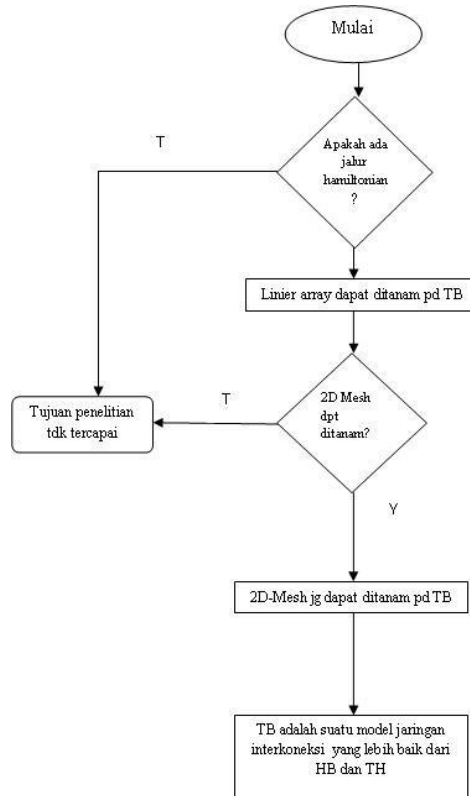 Mulai
T
Apakah ada
jalur
hamiltonian
?
Linier array dapat ditanam pd TB
Tujuan penelitian
tdk tercapai
T
2D Mesh
dpt
ditanam?
Y
2D-Mesh jg dapat ditanam pd TB
TB adalah suatu model jaringan
interkoneksi yang lebih baik dari
HB dan TH